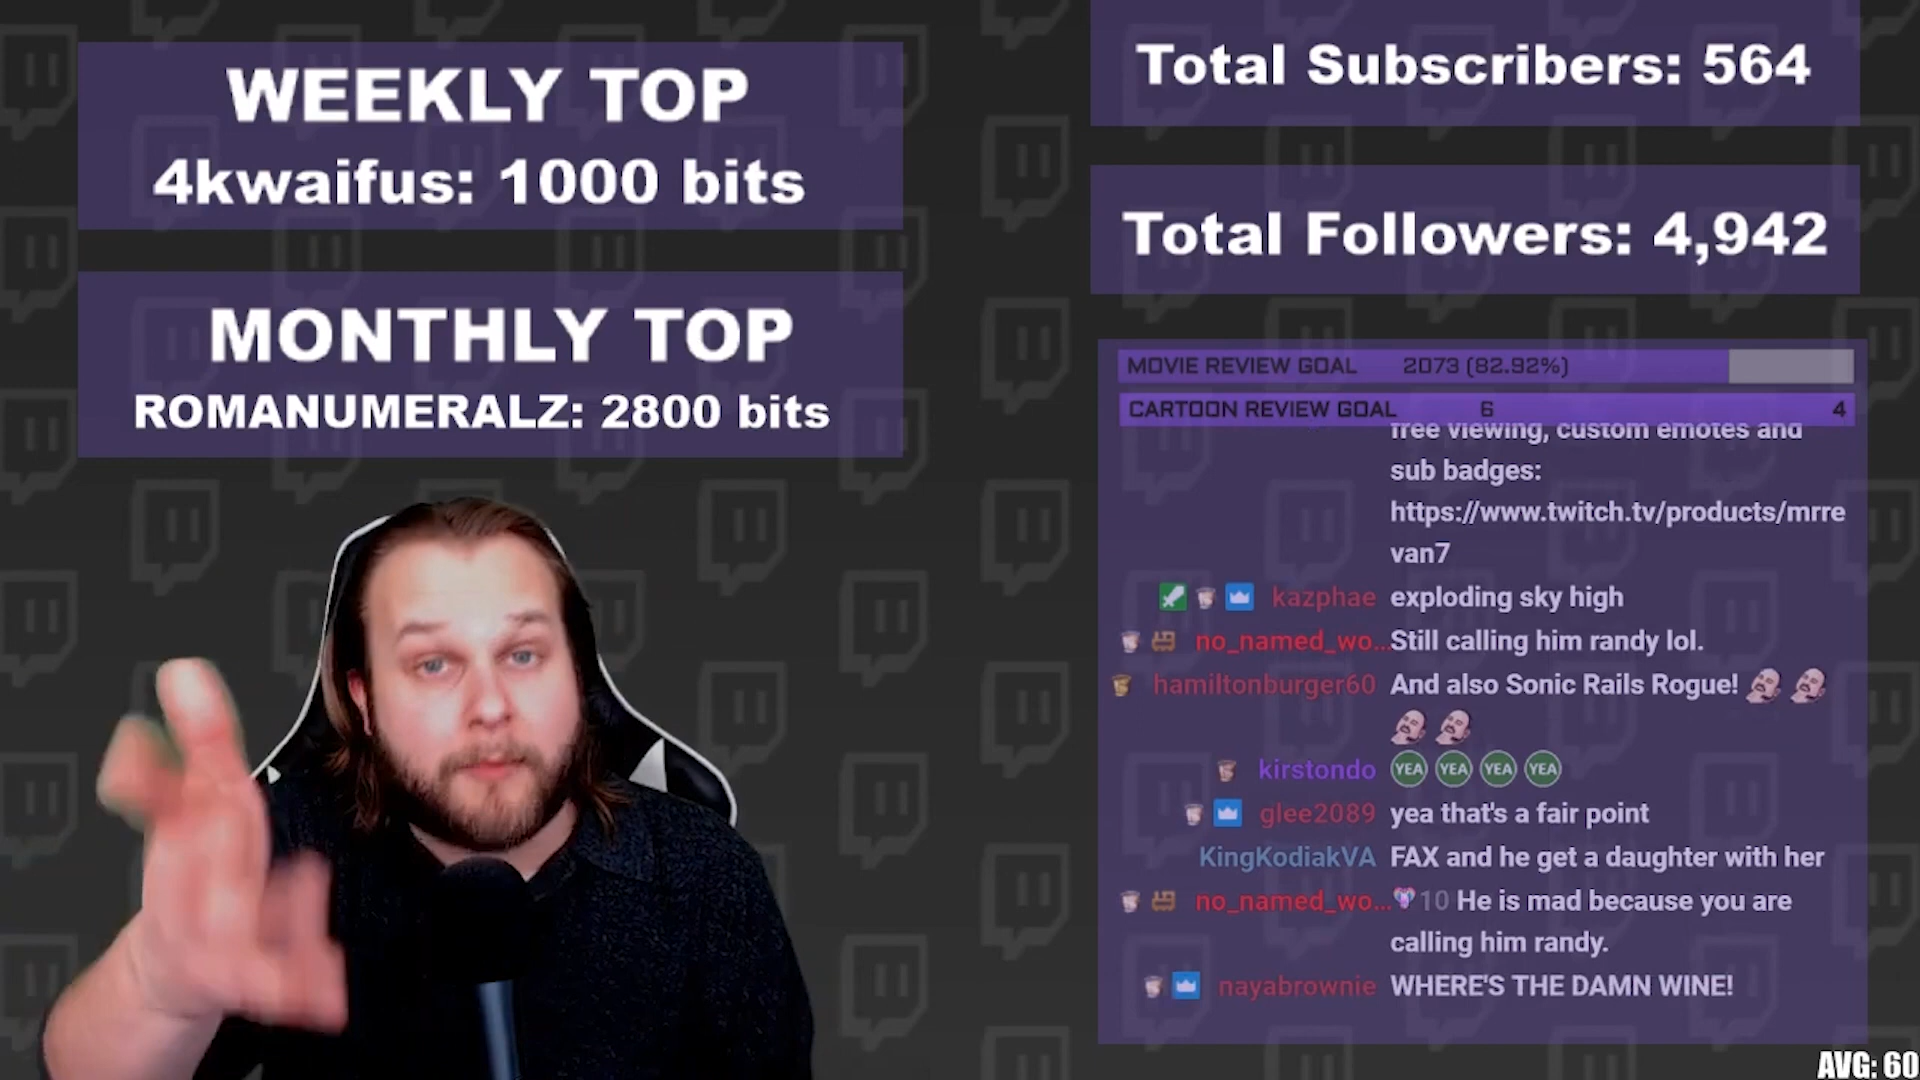 WEEKLY TOP
4kwaifus: 1000 bits
MONTHLY TOP
ROMANUMERALZ: 2800 bits
Total Subscribers: 564
Total Followers: 4,942
MOVIE REVIEW GOAL 2073 (82.92%)
CARTOON REVIEW GOAL 6 4
free viewing, custom emotes and
sub badges:
https://www.twitch.tv/products/mrre
van7
kazphae exploding sky high
no_named_wo... Still calling him randy lol.
hamiltonburger60 And also Sonic Rails Rogue!
kirstondo YEA YEA YEA YEA
glee2089 yea that's a fair point
KingKodiakVA FAX and he get a daughter with her
no_named_wo... 10 He is mad because you are
calling him randy.
nayabrownie WHERE'S THE DAMN WINE!
AVG: 60